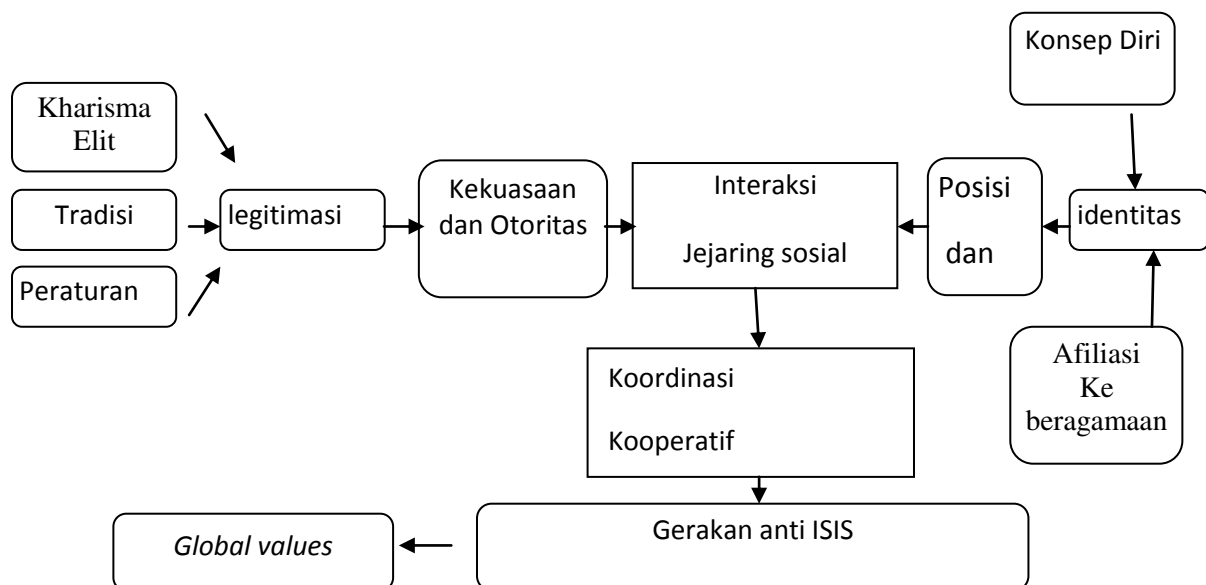 Konsep Diri
Kharisma
Elit
Tradisi
Peraturan
legitimasi
Kekuasaan
dan Otoritas
Interaksi
Jejaring sosial
Posisi
dan
identitas
Afiliasi
Ke
beragamaan
Koordinasi
Kooperatif
Gerakan anti ISIS
Global values